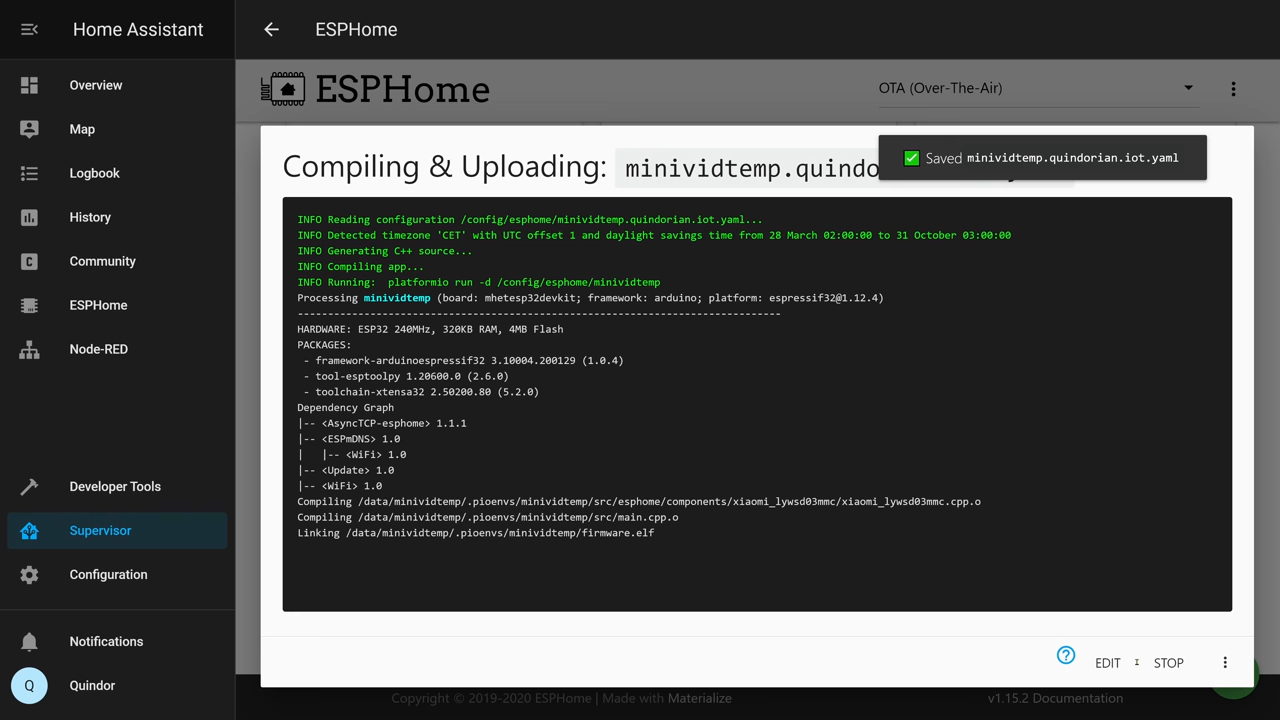 Home Assistant
ESPHome
Overview
Map
Logbook
History
C Community
ESPHome
Node-RED
Developer Tools
Supervisor
Configuration
Notifications
Q Quindor
ESPHome
OTA (Over-The-Air)
Compiling & Uploading: minividtemp.quindo
Saved minividtemp.quindorian.iot.yaml
INFO Reading configuration /config/esphome/minividtemp.quindorian.iot.yaml...
INFO Detected timezone 'CET' with UTC offset 1 and daylight savings time from 28 March 02:00:00 to 31 October 03:00:00
INFO Generating C++ source...
INFO Compiling app...
INFO Running:  platformio run -d /config/esphome/minividtemp
Processing minividtemp (board: mhetesp32devkit; framework: arduino; platform: espressif32@1.12.4)
--------------------------------------------------------------------------------
HARDWARE: ESP32 240MHz, 320KB RAM, 4MB Flash
PACKAGES:
 - framework-arduinoespressif32 3.10004.200129 (1.0.4)
 - tool-esptoolpy 1.20600.0 (2.6.0)
 - toolchain-xtensa32 2.50200.80 (5.2.0)
Dependency Graph
|-- <AsyncTCP-esphome> 1.1.1
|-- <ESPmDNS> 1.0
|   |-- <WiFi> 1.0
|-- <Update> 1.0
|-- <WiFi> 1.0
Compiling /data/minividtemp/.pioenvs/minividtemp/src/esphome/components/xiaomi_lywsd03mmc/xiaomi_lywsd03mmc.cpp.o
Compiling /data/minividtemp/.pioenvs/minividtemp/src/main.cpp.o
Linking /data/minividtemp/.pioenvs/minividtemp/firmware.elf
EDIT STOP
Copyright © 2019-2020 ESPHome | Made with Materialize
v1.15.2 Documentation